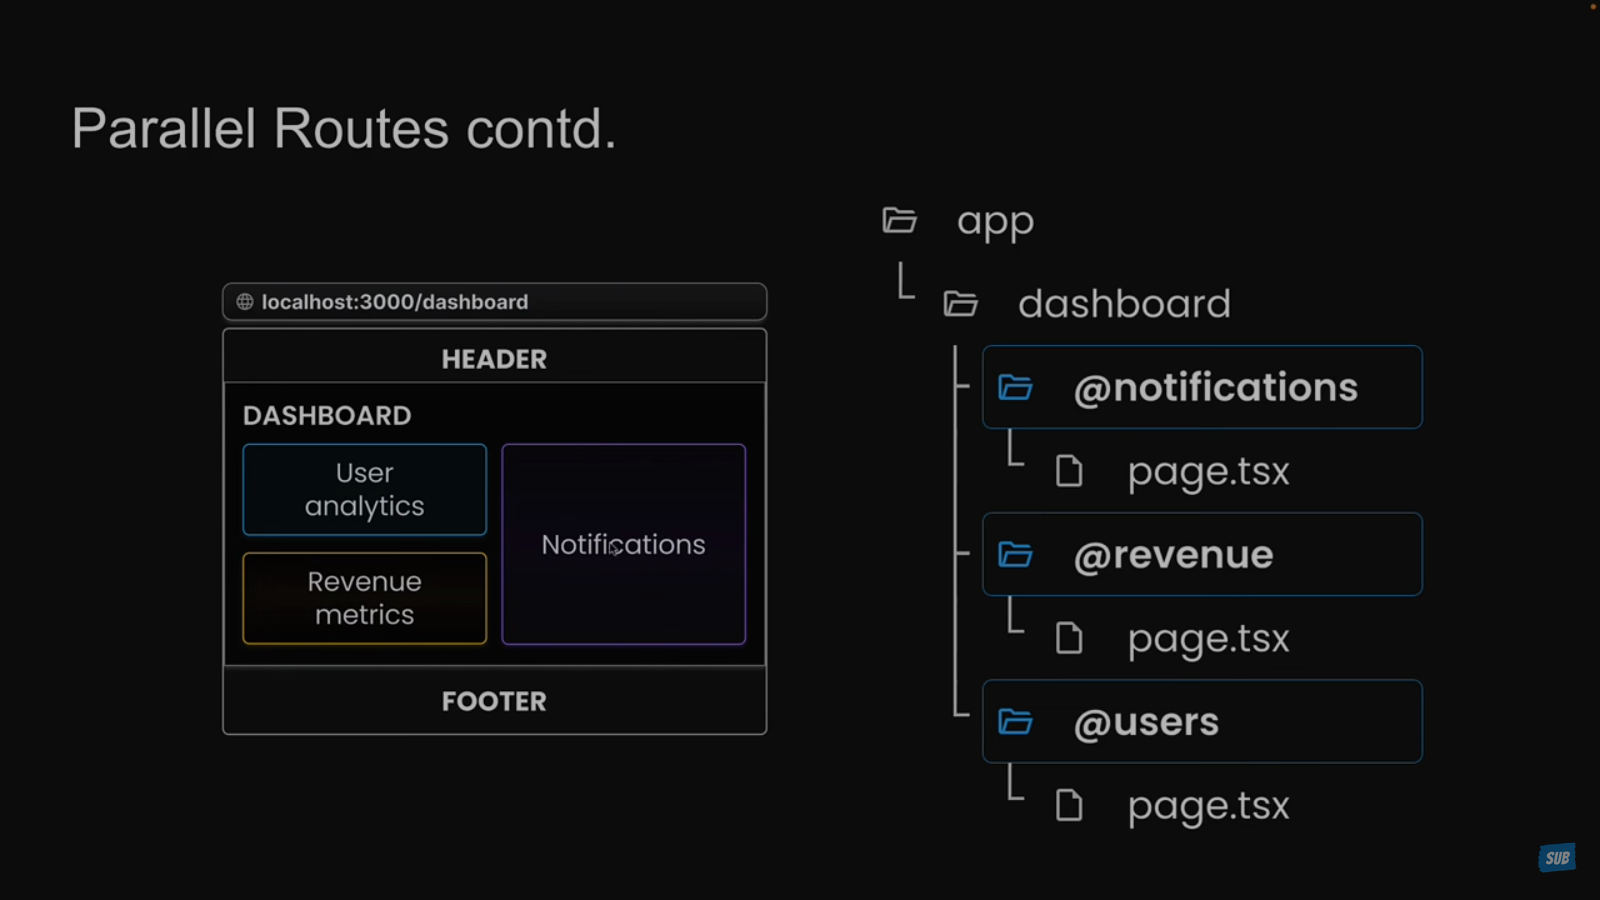 Parallel Routes contd.
localhost:3000/dashboard
HEADER
DASHBOARD
User
analytics
Revenue
metrics
Notifications
FOOTER
app
dashboard
@notifications
page.tsx
@revenue
page.tsx
@users
page.tsx
SUB